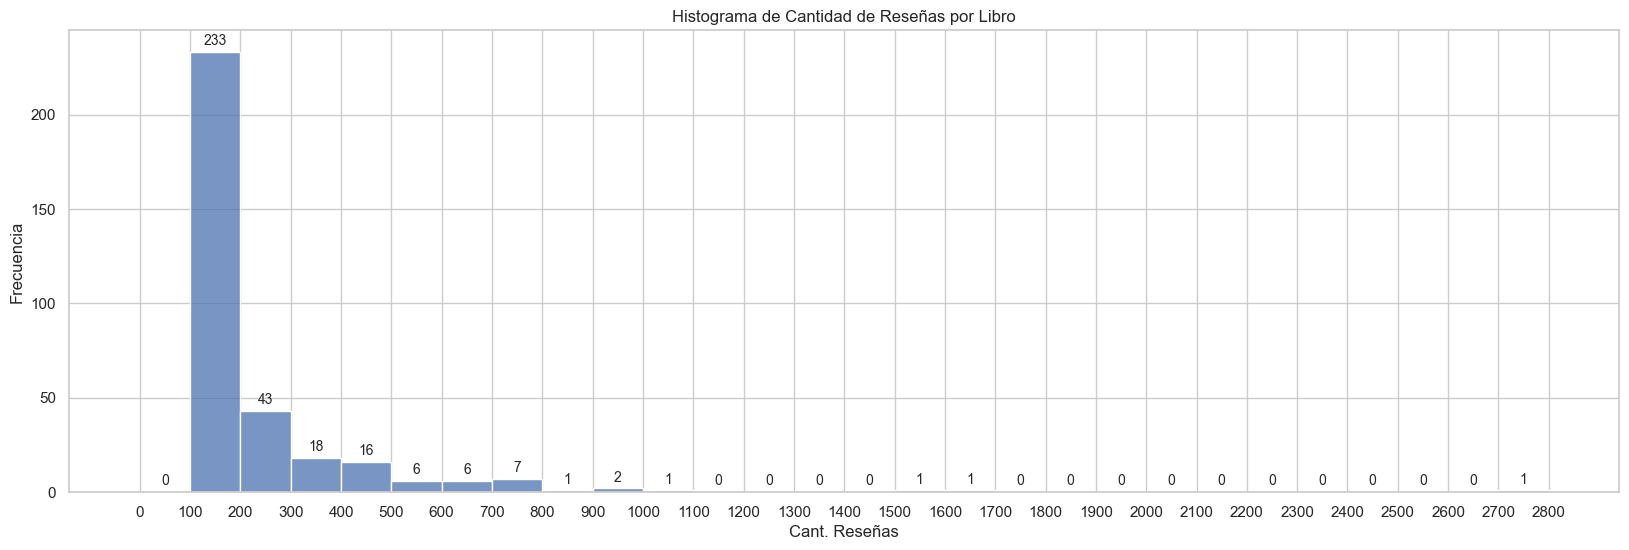 Histograma de Cantidad de Reseñas por Libro
233
200
150
100
50
0
Frecuencia
0 43 18 16 6 6 7 1 2 1 0 0 0 0 1 1 0 0 0 0 0 0 0 0 0 0 1
0 100 200 300 400 500 600 700 800 900 1000 1100 1200 1300 1400 1500 1600 1700 1800 1900 2000 2100 2200 2300 2400 2500 2600 2700 2800
Cant. Reseñas